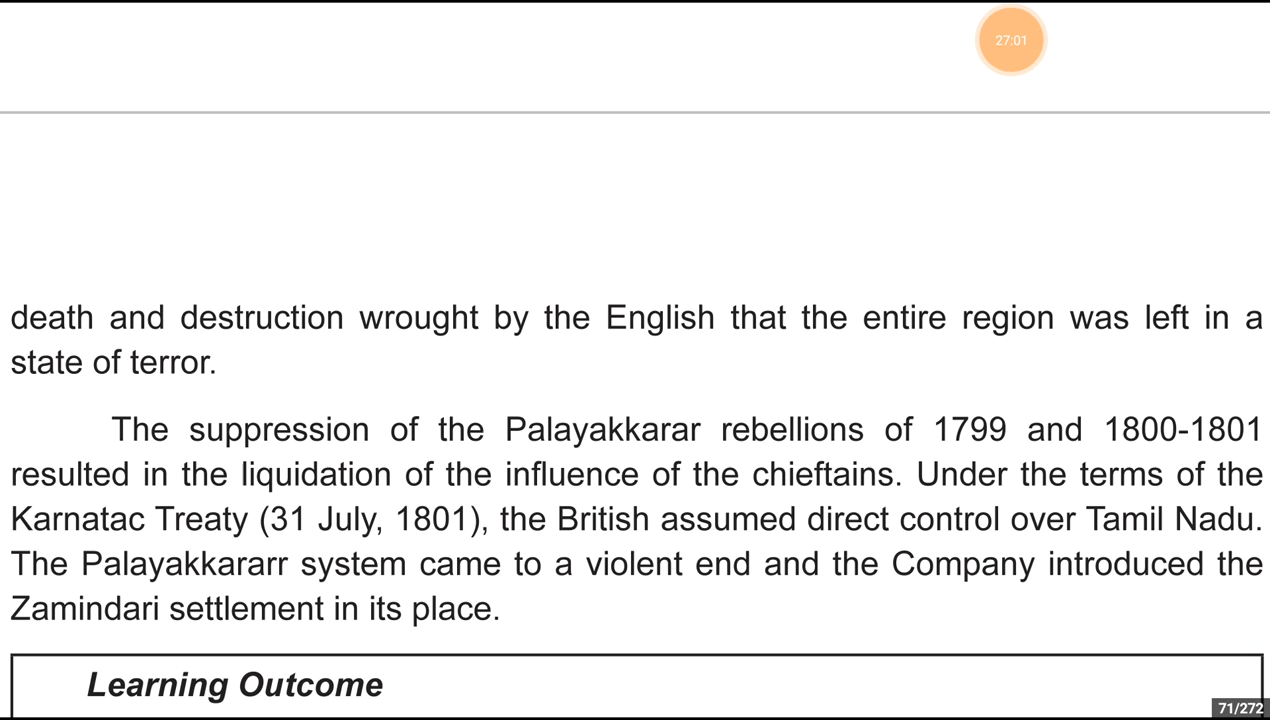 27:01
death and destruction wrought by the English that the entire region was left in a
state of terror.
The suppression of the Palayakkarar rebellions of 1799 and 1800-1801
resulted in the liquidation of the influence of the chieftains. Under the terms of the
Karnatac Treaty (31 July, 1801), the British assumed direct control over Tamil Nadu.
The Palayakkararr system came to a violent end and the Company introduced the
Zamindari settlement in its place.
Learning Outcome
71/272